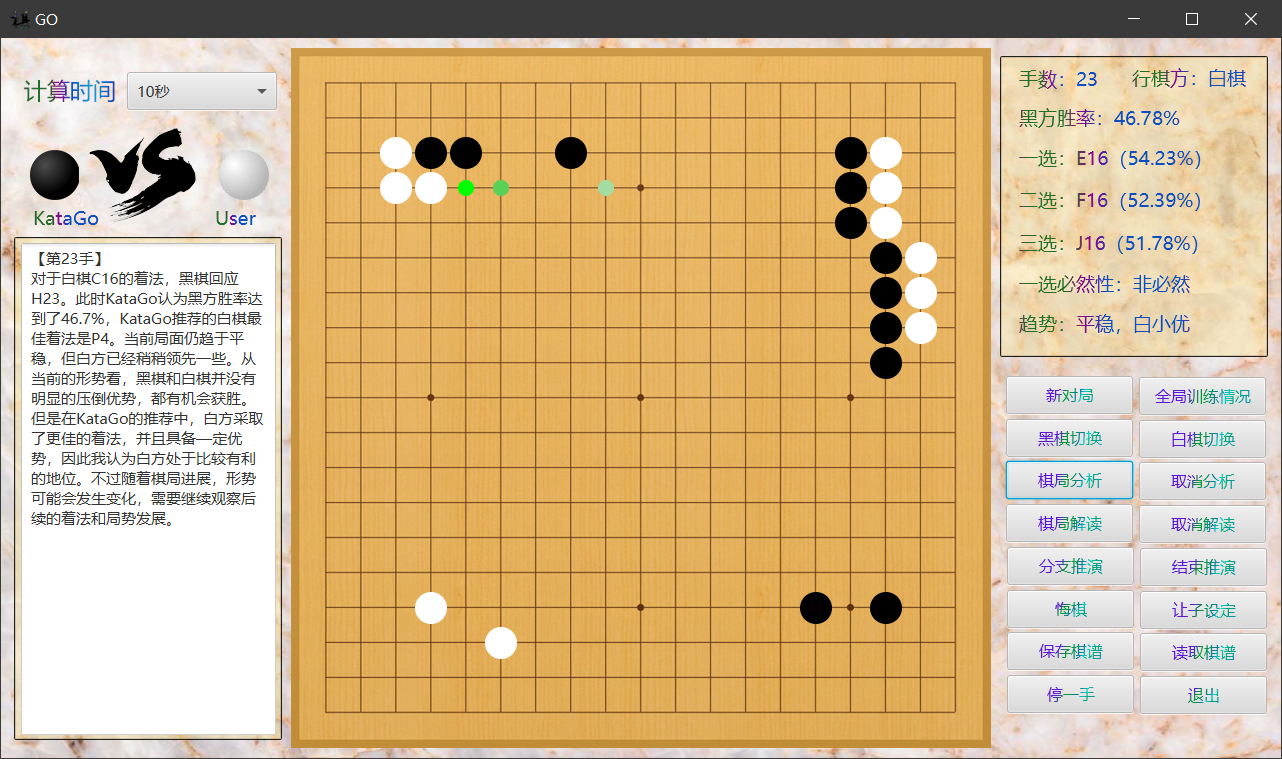 GO
计算时间
10秒
VS
KataGo
User
【第23手】
对于白棋C16的着法，黑棋回应
H23。此时KataGo认为黑方胜率达
到了46.7%，KataGo推荐的白棋最
佳着法是P4。当前局面仍趋于平
稳，但白方已经稍稍领先一些。从
当前的形势看，黑棋和白棋并没有
明显的压倒优势，都有机会获胜。
但是在KataGo的推荐中，白方采取
了更佳的着法，并且具备一定优
势，因此我认为白方处于比较有利
的地位。不过随着棋局进展，形势
可能会发生变化，需要继续观察后
续的着法和局势发展。
手数：23 行棋方：白棋
黑方胜率：46.78%
一选：E16（54.23%）
二选：F16（52.39%）
三选：J16（51.78%）
一选必然性：非必然
趋势：平稳，白小优
新对局 全局训练情况
黑棋切换 白棋切换
棋局分析 取消分析
棋局解读 取消解读
分支推演 结束推演
悔棋 让子设定
保存棋谱 读取棋谱
停一手 退出